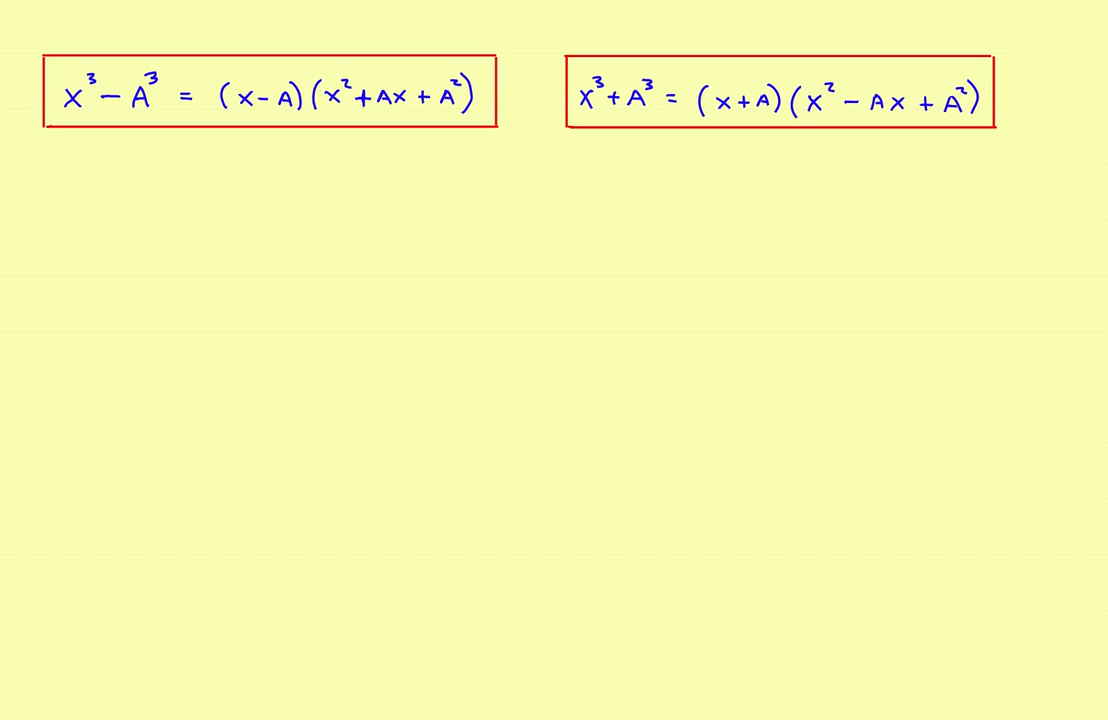 x³ - A³ = (x - A)(x² + Ax + A²)
x³ + A³ = (x + A)(x² - Ax + A²)